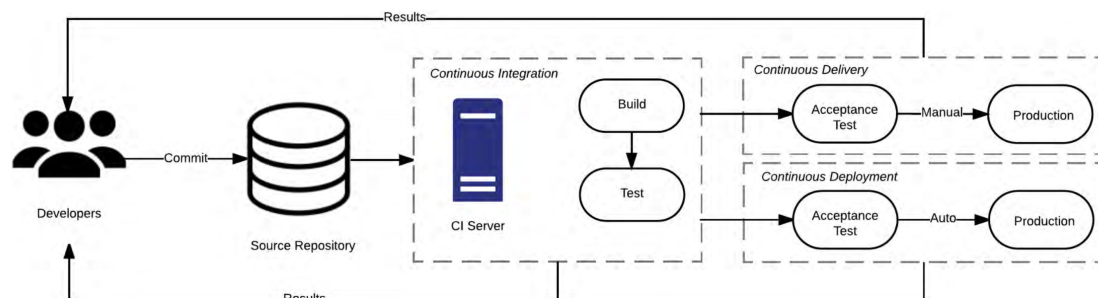 Results
Continuous Integration
Continuous Delivery
Build
Acceptance
Test
Manual
Production
Commit
Continuous Deployment
Test
Developers
CI Server
Acceptance
Test
Auto
Production
Source Repository
Results